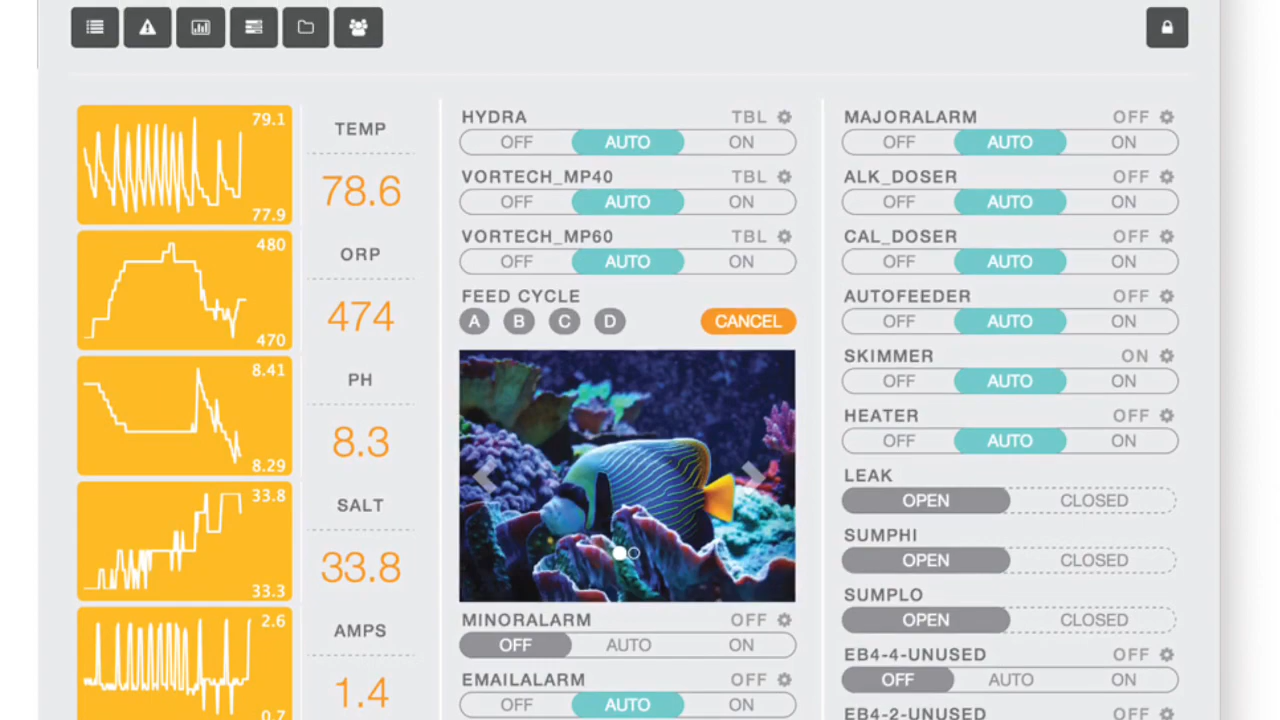 79.1
77.9
TEMP
78.6
480
470
ORP
474
8.41
8.29
PH
8.3
33.8
33.3
SALT
33.8
2.6
0.7
AMPS
1.4
HYDRA TBL
OFF AUTO ON
VORTECH_MP40 TBL
OFF AUTO ON
VORTECH_MP60 TBL
OFF AUTO ON
FEED CYCLE
A B C D CANCEL
MINORALARM OFF
OFF AUTO ON
EMAILALARM OFF
OFF AUTO ON
MAJORALARM OFF
OFF AUTO ON
ALK_DOSER OFF
OFF AUTO ON
CAL_DOSER OFF
OFF AUTO ON
AUTOFEEDER OFF
OFF AUTO ON
SKIMMER ON
OFF AUTO ON
HEATER OFF
OFF AUTO ON
LEAK
OPEN CLOSED
SUMPHI
OPEN CLOSED
SUMPLO
OPEN CLOSED
EB4-4-UNUSED OFF
OFF AUTO ON
EB4-2-UNUSED OFF